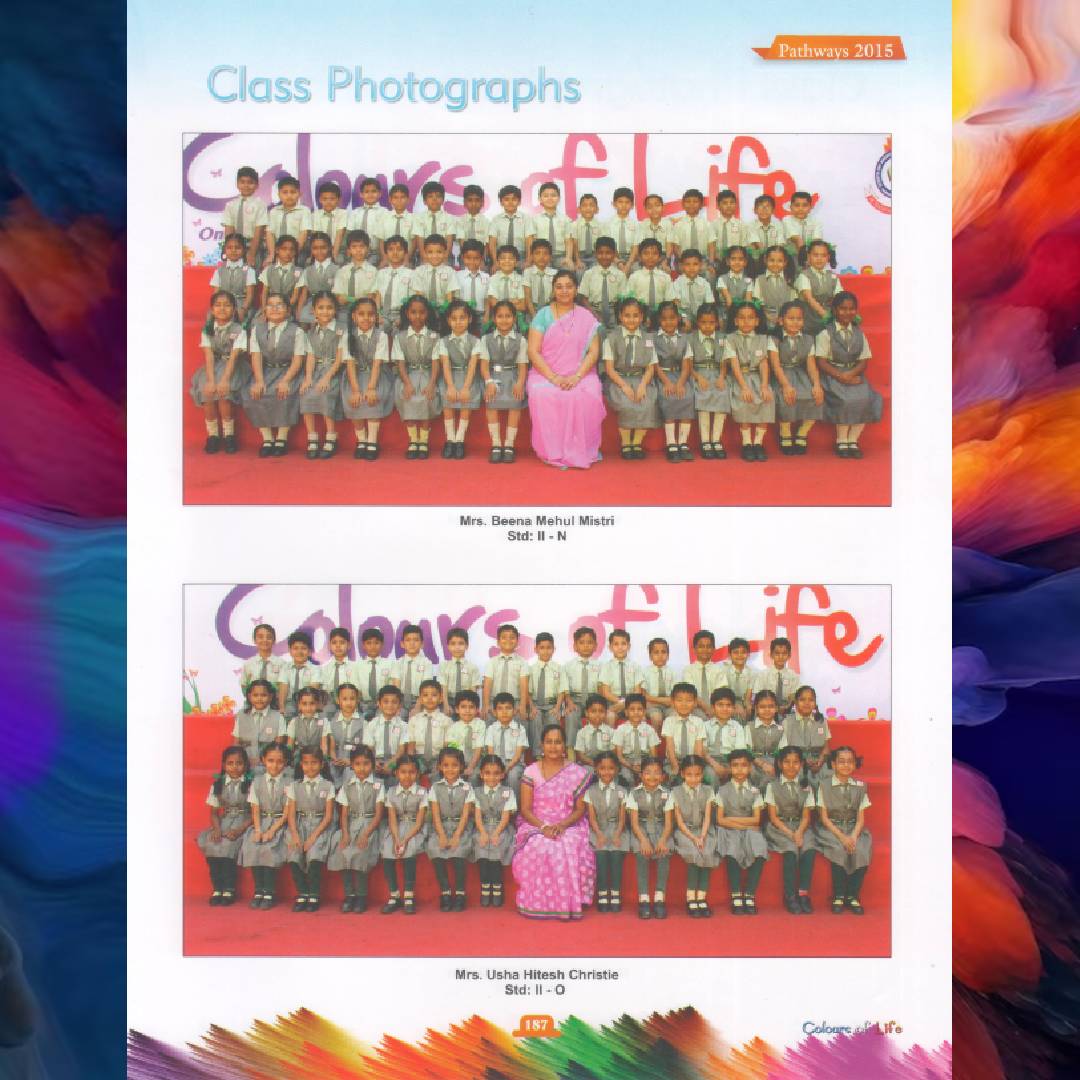 Pathways 2015
Class Photographs
Colours of Life
On
Mrs. Beena Mehul Mistri
Std: II - N
Colours of Life
Mrs. Usha Hitesh Christie
Std: II - O
187
Colours of Life